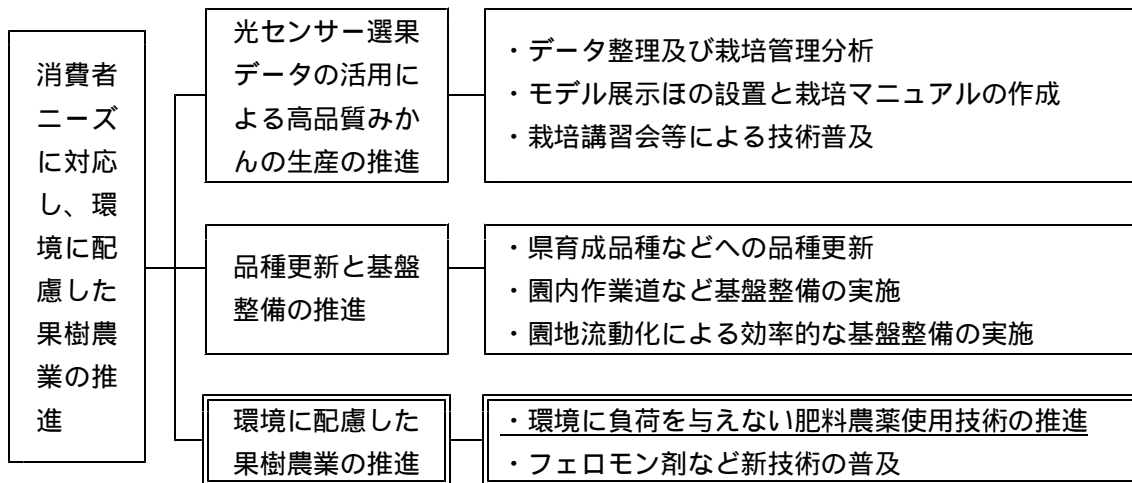 消費者
ニーズ
に対応
し、環
境に配
慮した
果樹農
業の推
進
光センサー選果
データの活用に
よる高品質みか
んの生産の推進
・データ整理及び栽培管理分析
・モデル展示ほの設置と栽培マニュアルの作成
・栽培講習会等による技術普及
品種更新と基盤
整備の推進
・県育成品種などへの品種更新
・園内作業道など基盤整備の実施
・園地流動化による効率的な基盤整備の実施
環境に配慮した
果樹農業の推進
・環境に負荷を与えない肥料農薬使用技術の推進
・フェロモン剤など新技術の普及